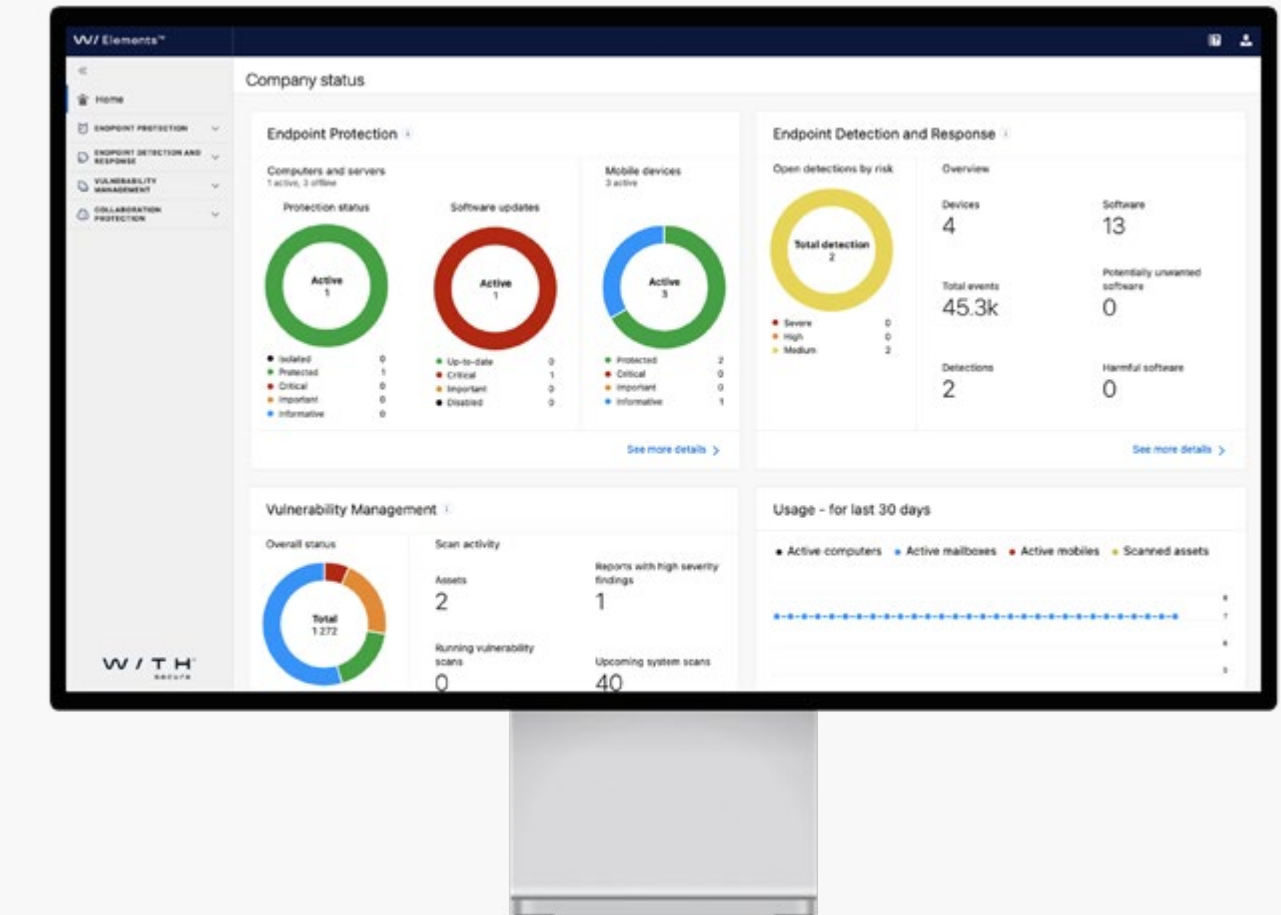 W/ Elements™
Home
ENDPOINT PROTECTION
ENDPOINT DETECTION AND
RESPONSE
VULNERABILITY
MANAGEMENT
COLLABORATION
PROTECTION
W/TH
secure
Company status
Endpoint Protection
Computers and servers
1 active, 3 offline
Protection status
Active
1
Isolated 0
Protected 1
Critical 0
Important 0
Informative 0
Software updates
Active
1
Up-to-date 0
Critical 1
Important 0
Disabled 0
Mobile devices
3 active
Active
3
Protected 2
Critical 0
Important 0
Informative 1
See more details
Endpoint Detection and Response
Open detections by risk
Total detection
2
Severe 0
High 0
Medium 2
Overview
Devices
4
Software
13
Total events
45.3k
Potentially unwanted
software
0
Detections
2
Harmful software
0
See more details
Vulnerability Management
Overall status
Total
1 272
Scan activity
Assets
2
Reports with high severity
findings
1
Running vulnerability
scans
0
Upcoming system scans
40
Usage - for last 30 days
Active computers Active mailboxes Active mobiles Scanned assets
8
7
6
5